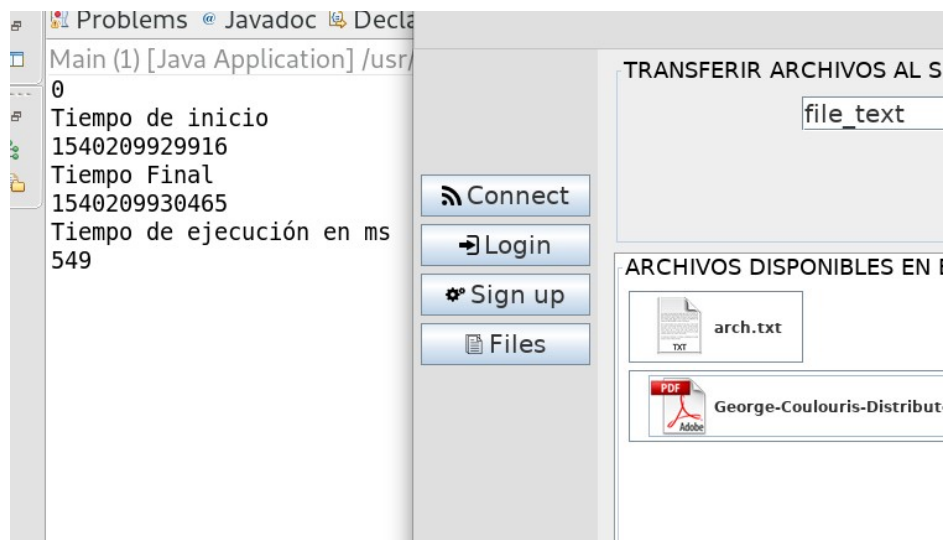 Problems @ Javadoc Decla
Main (1) [Java Application] /usr/
0
Tiempo de inicio
1540209929916
Tiempo Final
1540209930465
Tiempo de ejecución en ms
549
Connect
Login
Sign up
Files
TRANSFERIR ARCHIVOS AL S
file_text
ARCHIVOS DISPONIBLES EN E
TXT
arch.txt
PDF
Adobe
George-Coulouris-Distribut